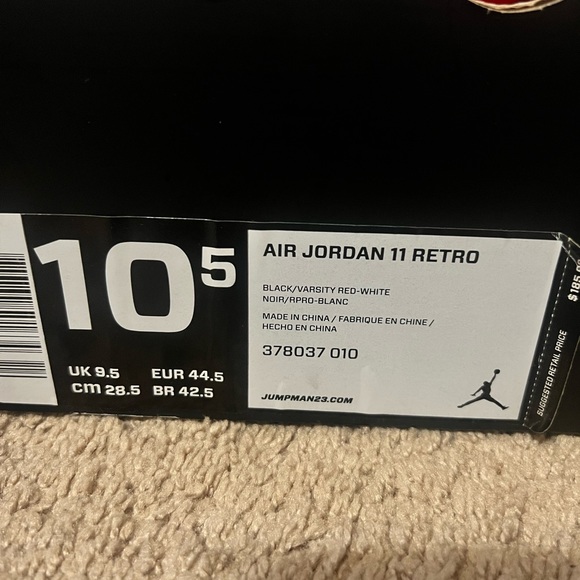 10 5
UK 9.5 EUR 44.5
cm 28.5 BR 42.5
AIR JORDAN 11 RETRO
BLACK/VARSITY RED-WHITE
NOIR/RPRO-BLANC
MADE IN CHINA / FABRIQUE EN CHINE /
HECHO EN CHINA
378037 010
JUMPMAN23.COM
SUGGESTED RETAIL PRICE